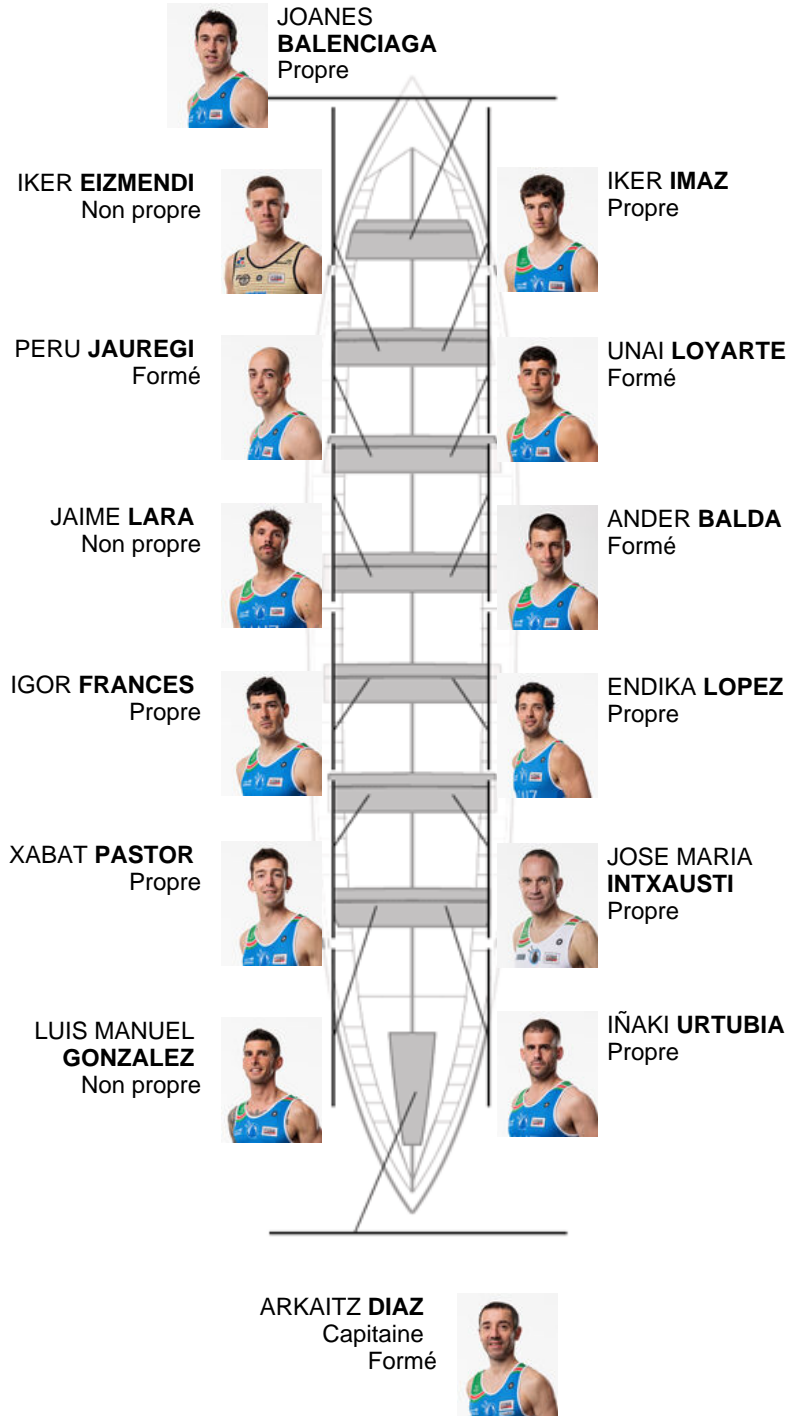 JOANES
BALENCIAGA
Propre
IKER EIZMENDI
Non propre
IKER IMAZ
Propre
PERU JAUREGI
Formé
UNAI LOYARTE
Formé
JAIME LARA
Non propre
ANDER BALDA
Formé
IGOR FRANCES
Propre
ENDIKA LOPEZ
Propre
XABAT PASTOR
Propre
JOSE MARIA
INTXAUSTI
Propre
LUIS MANUEL
GONZALEZ
Non propre
IÑAKI URTUBIA
Propre
ARKAITZ DIAZ
Capitaine
Formé